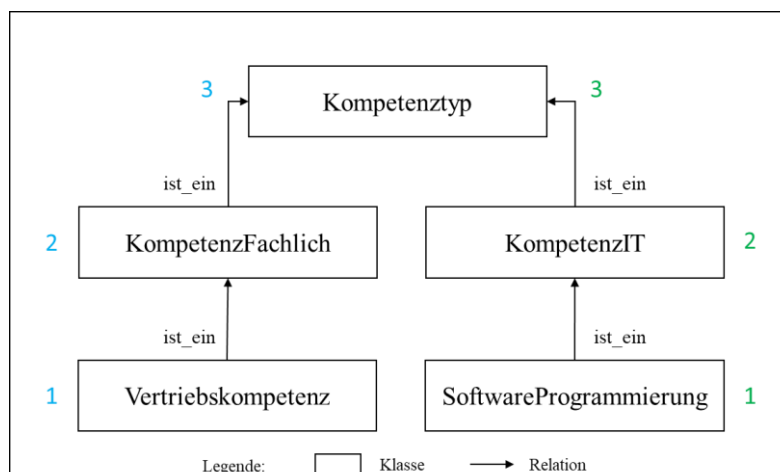 3 Kompetenztyp 3
ist_ein ist_ein
2 KompetenzFachlich KompetenzIT 2
ist_ein ist_ein
1 Vertriebskompetenz SoftwareProgrammierung 1
Legende: Klasse Relation